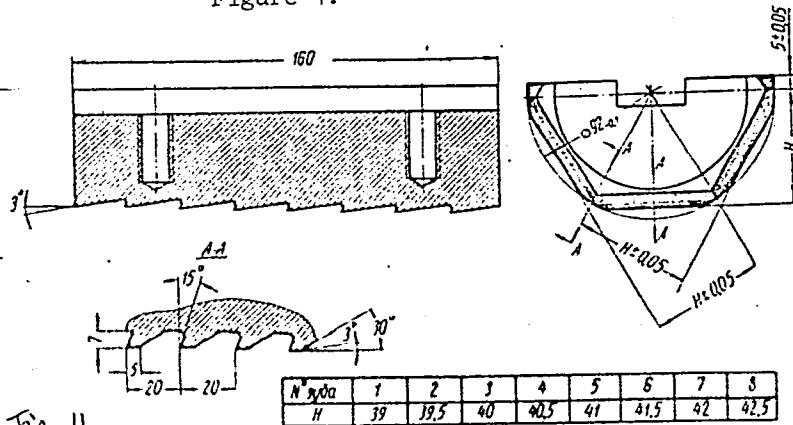 Figure 4.
160
5±0,05
H
A
A
A
A
H±0,05
H±0,05
3°
A-A
15°
7
5
20
20
3°
30°
N° зуба 1 2 3 4 5 6 7 8
H 39 39,5 40 40,5 41 41,5 42 42,5